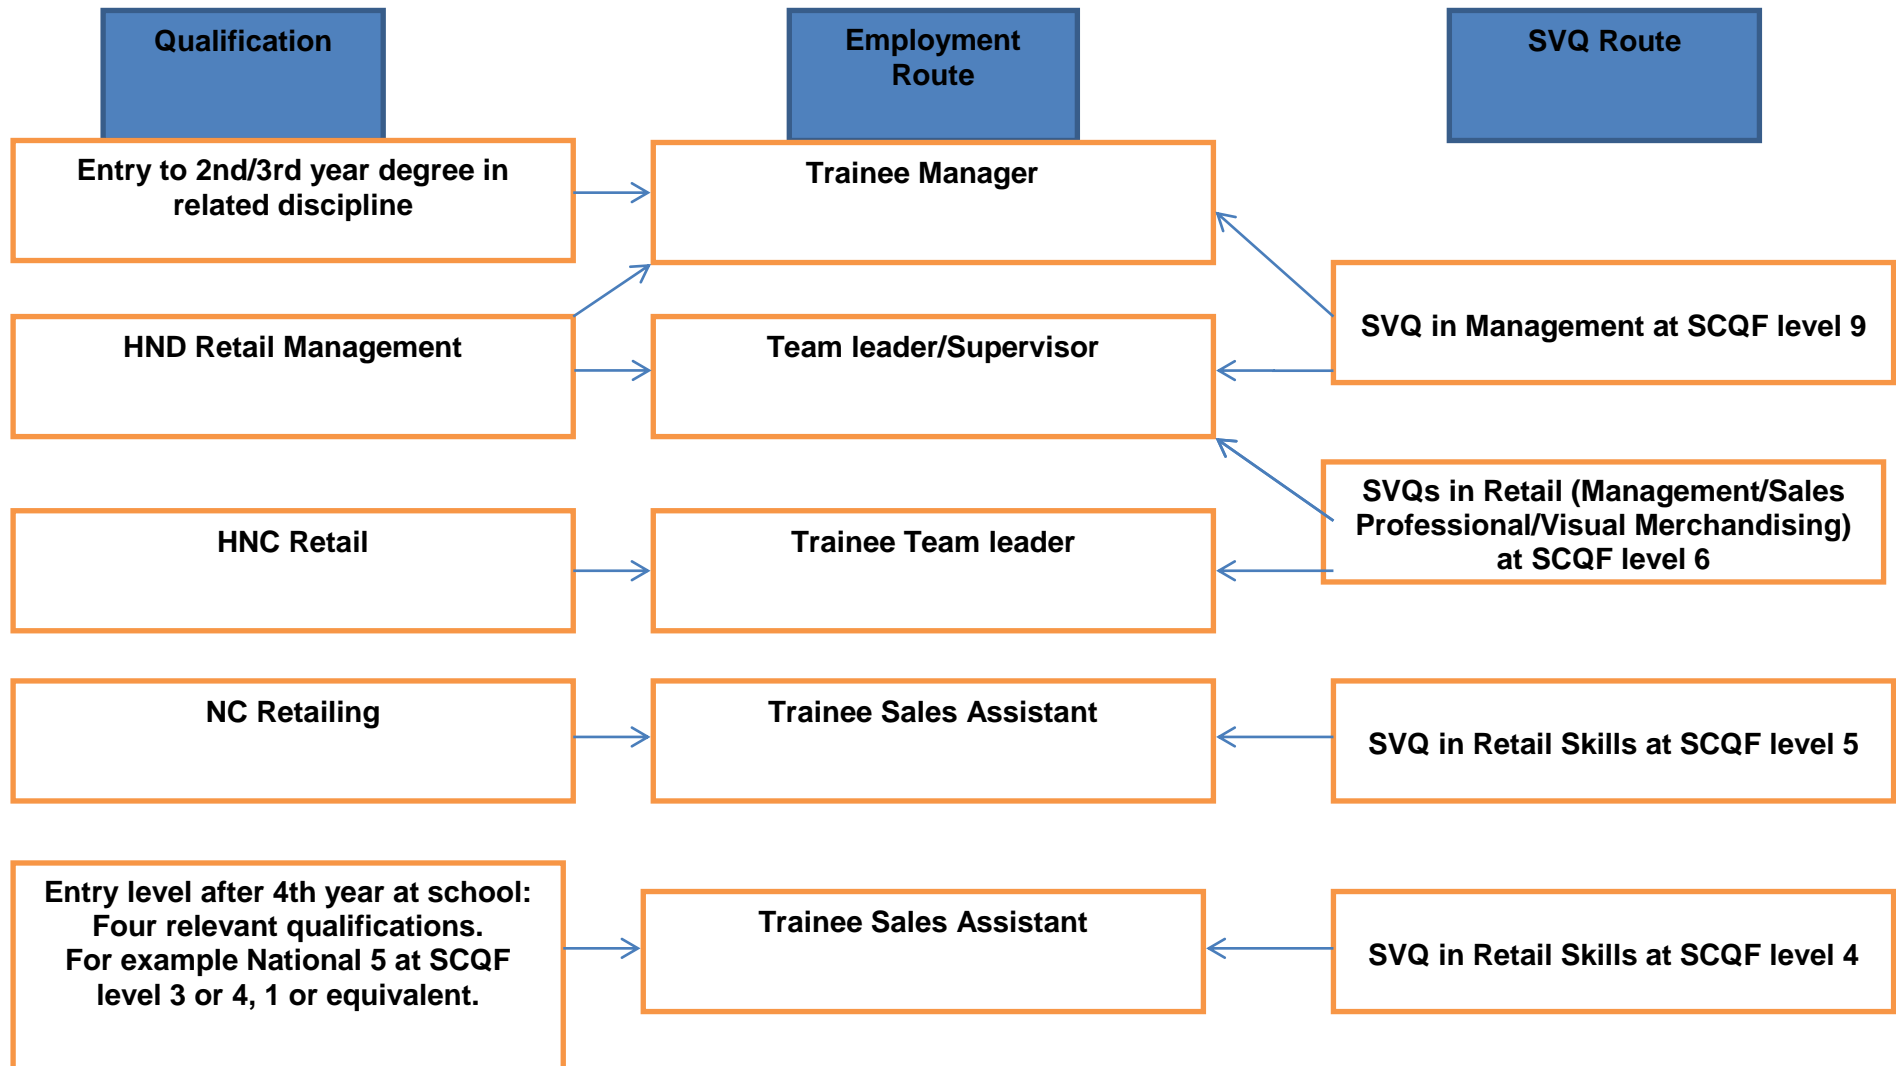 Qualification
Employment
Route
SVQ Route
Entry to 2nd/3rd year degree in
related discipline
Trainee Manager
HND Retail Management
Team leader/Supervisor
SVQ in Management at SCQF level 9
HNC Retail
Trainee Team leader
SVQs in Retail (Management/Sales
Professional/Visual Merchandising)
at SCQF level 6
NC Retailing
Trainee Sales Assistant
SVQ in Retail Skills at SCQF level 5
Entry level after 4th year at school:
Four relevant qualifications.
For example National 5 at SCQF
level 3 or 4, 1 or equivalent.
Trainee Sales Assistant
SVQ in Retail Skills at SCQF level 4